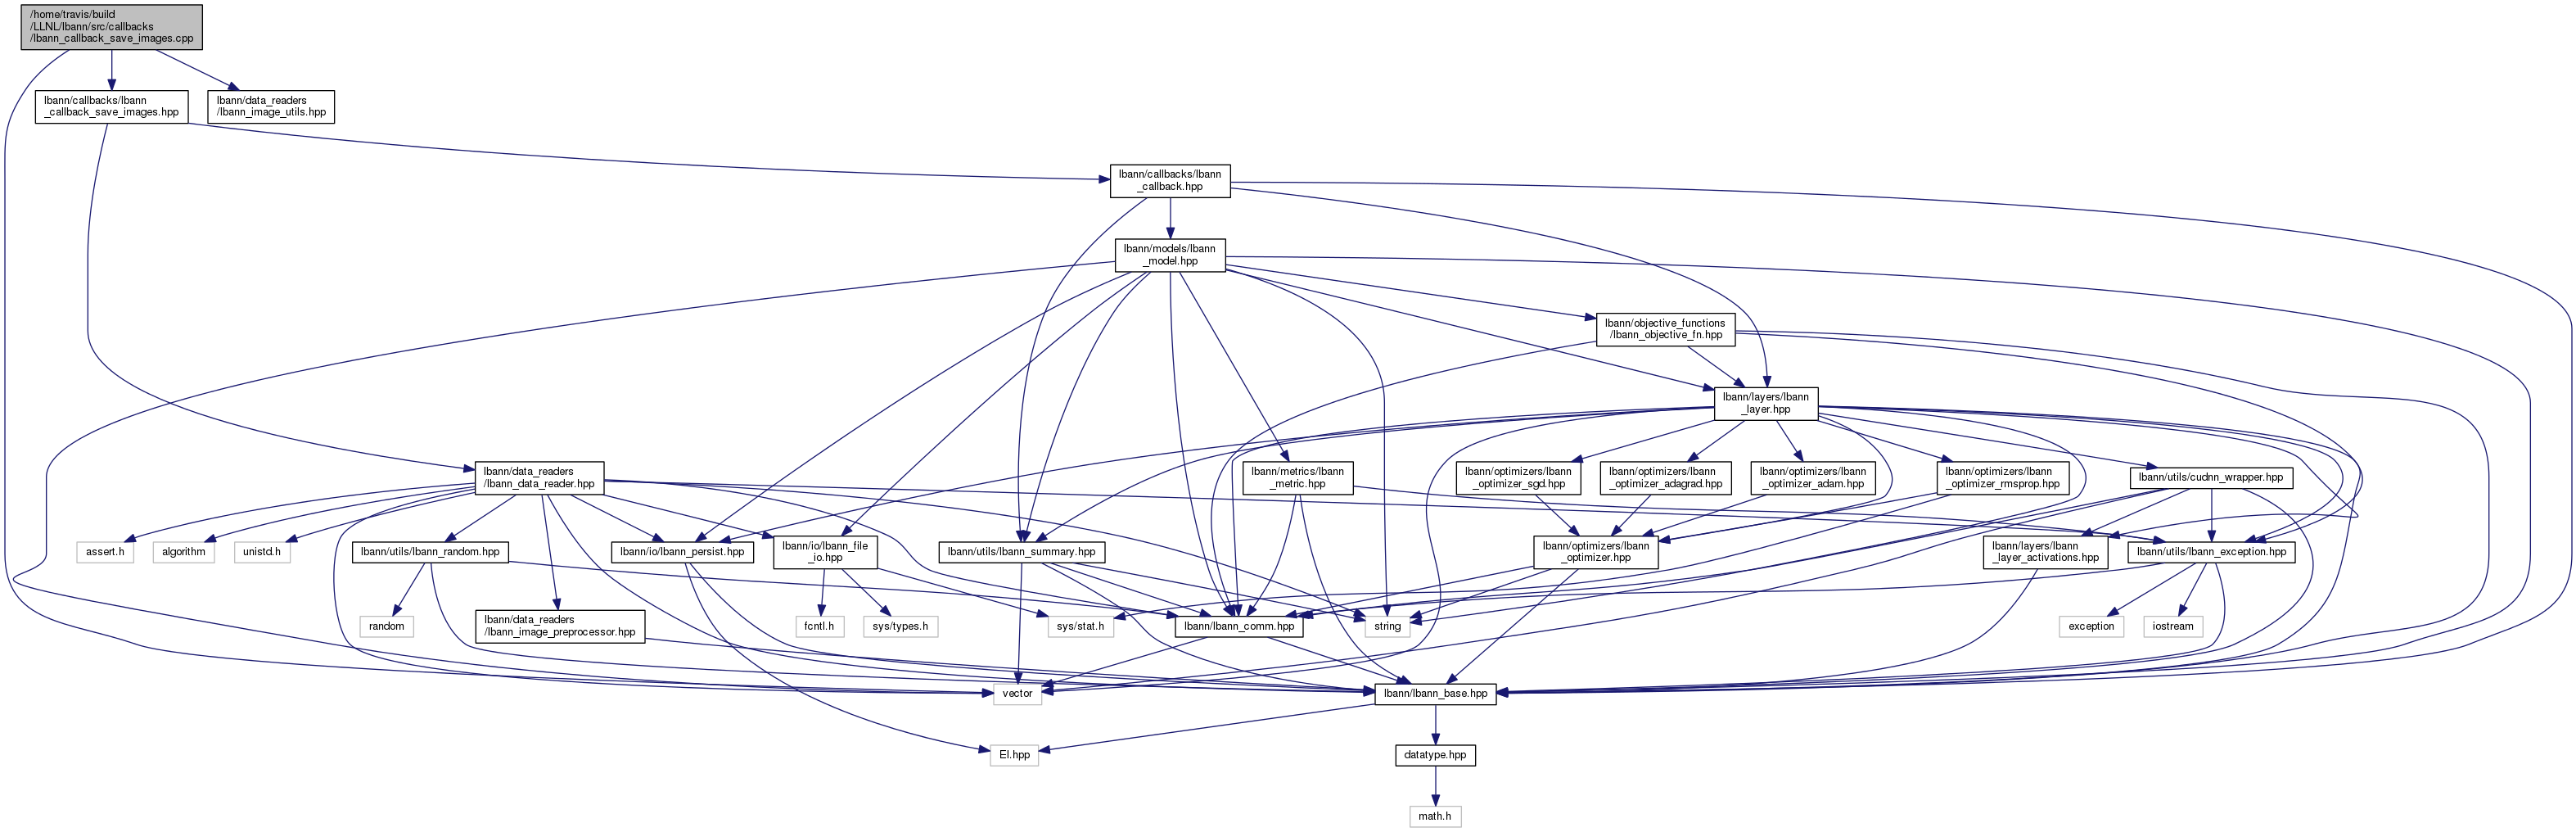 /home/travis/build
/LLNL/lbann/src/callbacks
/lbann_callback_save_images.cpp
lbann/callbacks/lbann
_callback_save_images.hpp
lbann/data_readers
/lbann_image_utils.hpp
lbann/callbacks/lbann
_callback.hpp
lbann/models/lbann
_model.hpp
lbann/objective_functions
/lbann_objective_fn.hpp
lbann/layers/lbann
_layer.hpp
lbann/data_readers
/lbann_data_reader.hpp
lbann/metrics/lbann
_metric.hpp
lbann/optimizers/lbann
_optimizer_sgd.hpp
lbann/optimizers/lbann
_optimizer_adagrad.hpp
lbann/optimizers/lbann
_optimizer_adam.hpp
lbann/optimizers/lbann
_optimizer_rmsprop.hpp
lbann/utils/cudnn_wrapper.hpp
assert.h
algorithm
unistd.h
lbann/utils/lbann_random.hpp
lbann/io/lbann_persist.hpp
lbann/io/lbann_file
_io.hpp
lbann/utils/lbann_summary.hpp
lbann/optimizers/lbann
_optimizer.hpp
lbann/layers/lbann
_layer_activations.hpp
lbann/utils/lbann_exception.hpp
random
lbann/data_readers
/lbann_image_preprocessor.hpp
fcntl.h
sys/types.h
sys/stat.h
lbann/lbann_comm.hpp
string
exception
iostream
vector
lbann/lbann_base.hpp
El.hpp
datatype.hpp
math.h